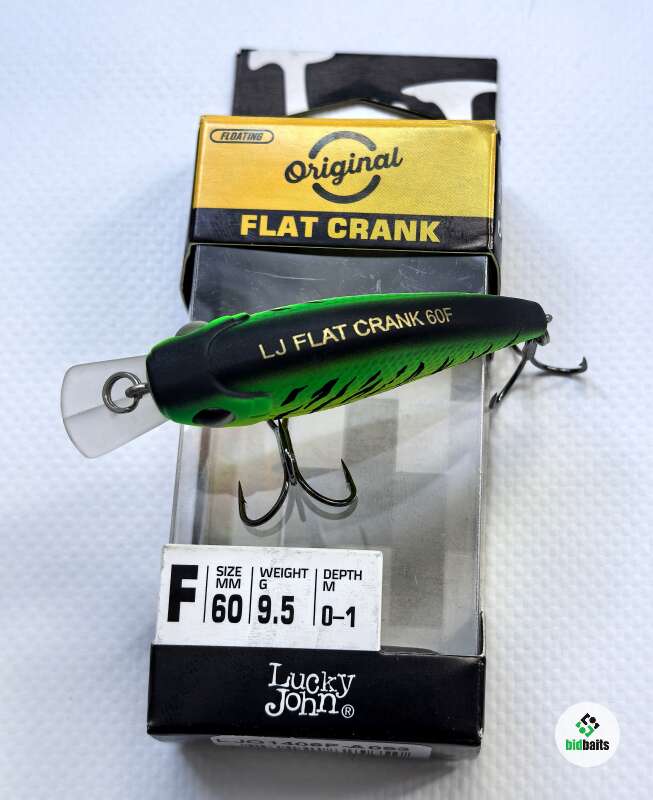 FLOATING
Original
FLAT CRANK
LJ FLAT CRANK 60F
F
SIZE MM 60
WEIGHT G 9.5
DEPTH M 0–1
Lucky John®
bidbaits